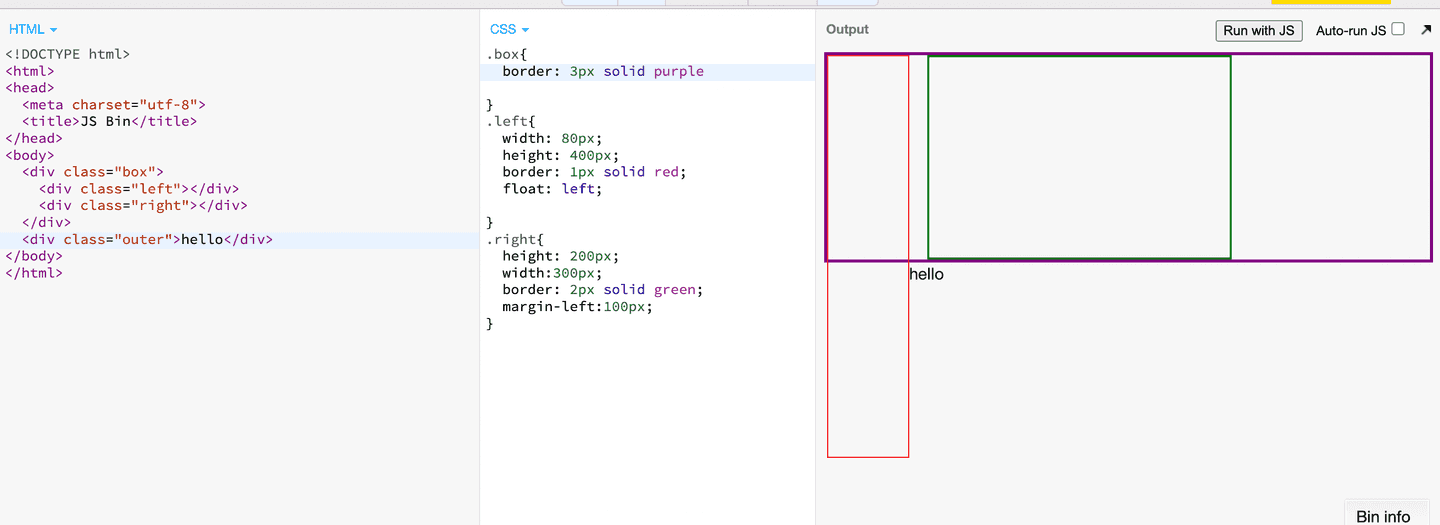 HTML
<!DOCTYPE html>
<html>
<head>
  <meta charset="utf-8">
  <title>JS Bin</title>
</head>
<body>
  <div class="box">
    <div class="left"></div>
    <div class="right"></div>
  </div>
  <div class="outer">hello</div>
</body>
</html>
CSS
.box{
  border: 3px solid purple

}
.left{
  width: 80px;
  height: 400px;
  border: 1px solid red;
  float: left;

}
.right{
  height: 200px;
  width:300px;
  border: 2px solid green;
  margin-left:100px;
}
Output
Run with JS
Auto-run JS
hello
Bin info